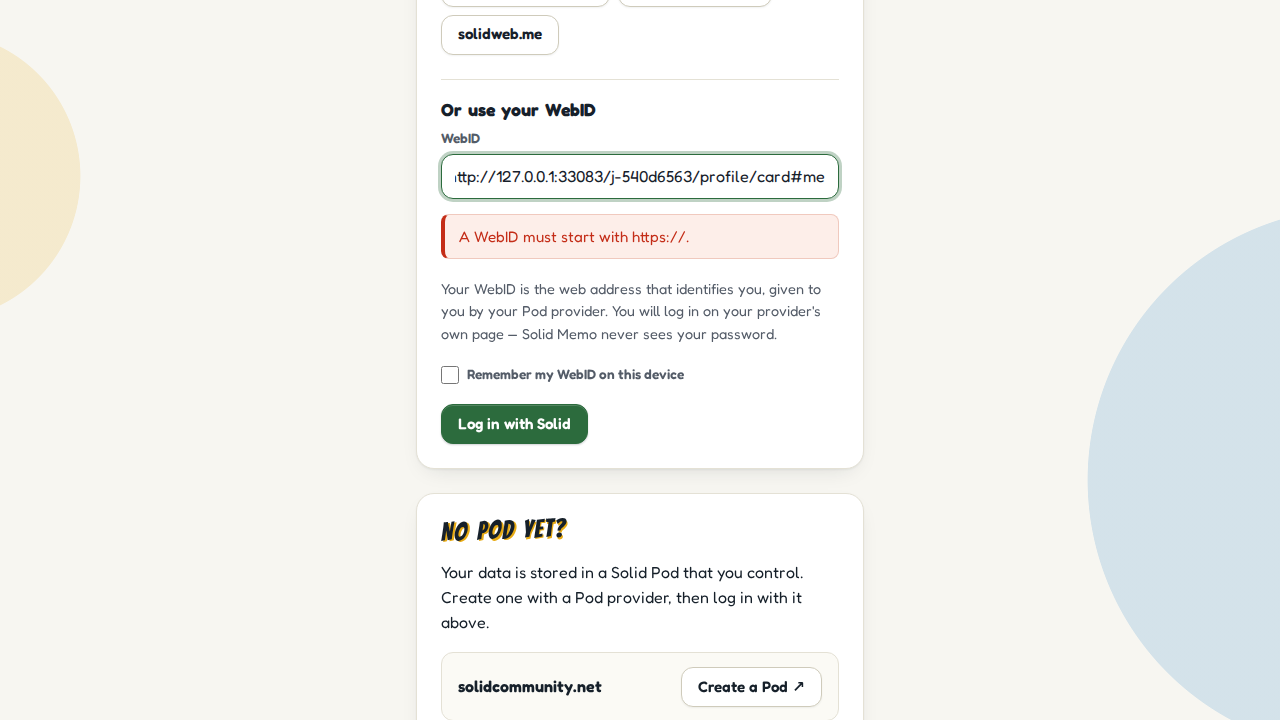 solidweb.me
Or use your WebID
WebID
ttp://127.0.0.1:33083/j-540d6563/profile/card#me
A WebID must start with https://.
Your WebID is the web address that identifies you, given to
you by your Pod provider. You will log in on your provider's
own page — Solid Memo never sees your password.
Remember my WebID on this device
Log in with Solid
NO POD YET?
Your data is stored in a Solid Pod that you control.
Create one with a Pod provider, then log in with it
above.
solidcommunity.net
Create a Pod ↗